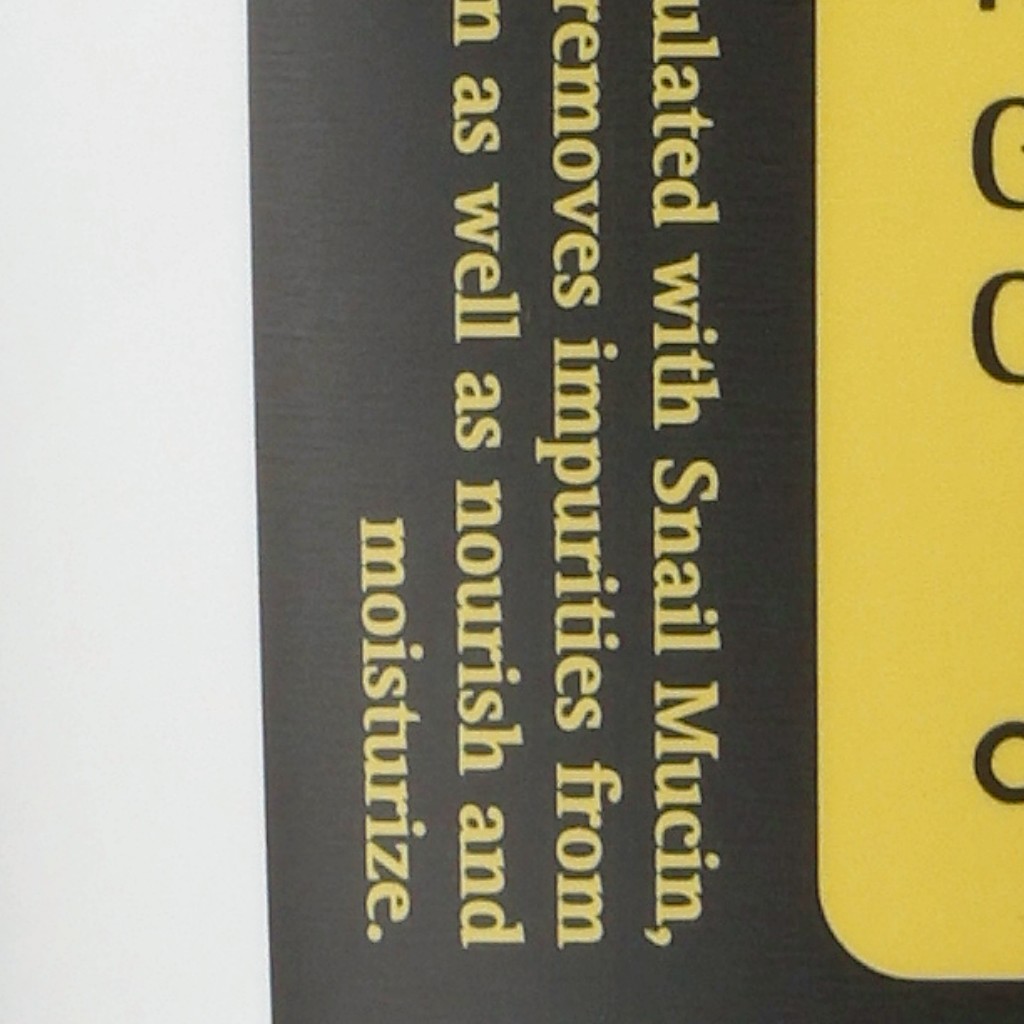 ulated with Snail Mucin,
removes impurities from
n as well as nourish and
moisturize.